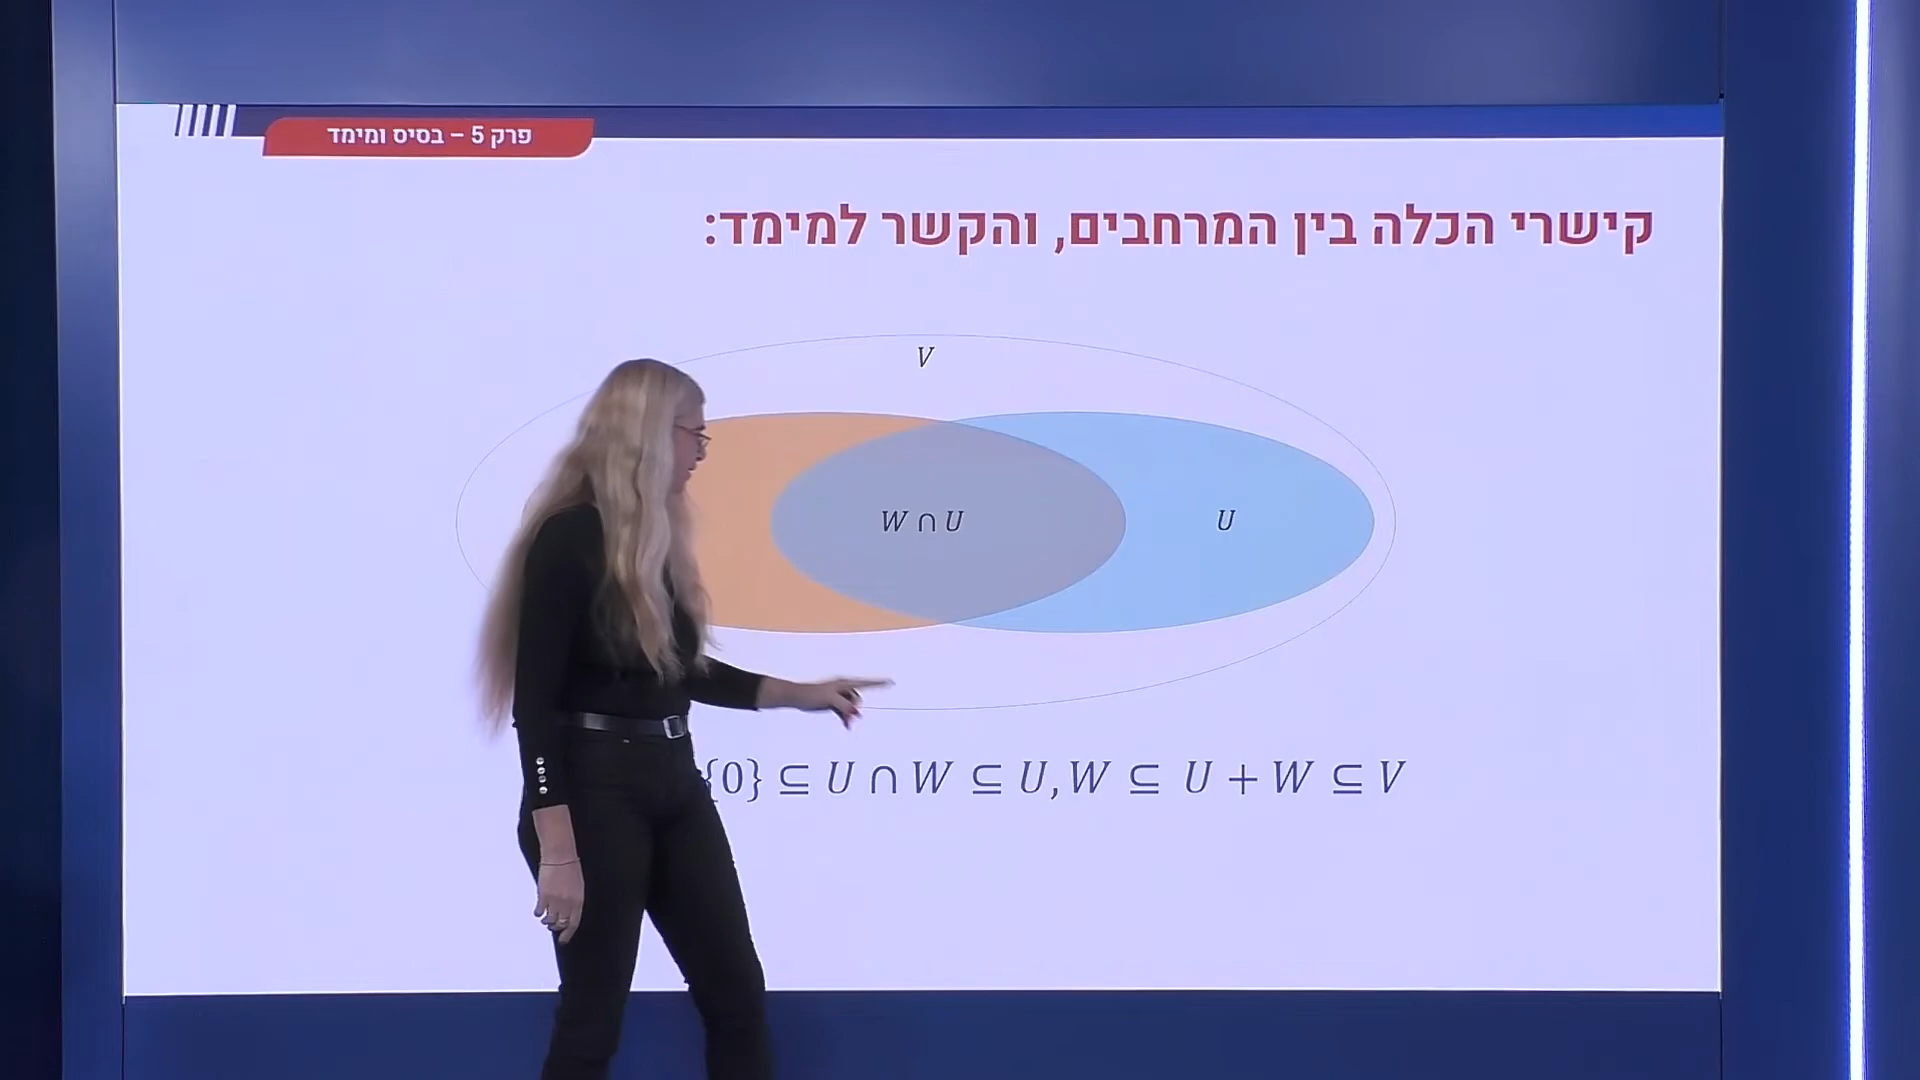 פרק 5 – בסיס ומימד
קישרי הכלה בין המרחבים, והקשר למימד:
V
W ∩ U
U
{0} ⊆ U ∩ W ⊆ U, W ⊆ U + W ⊆ V